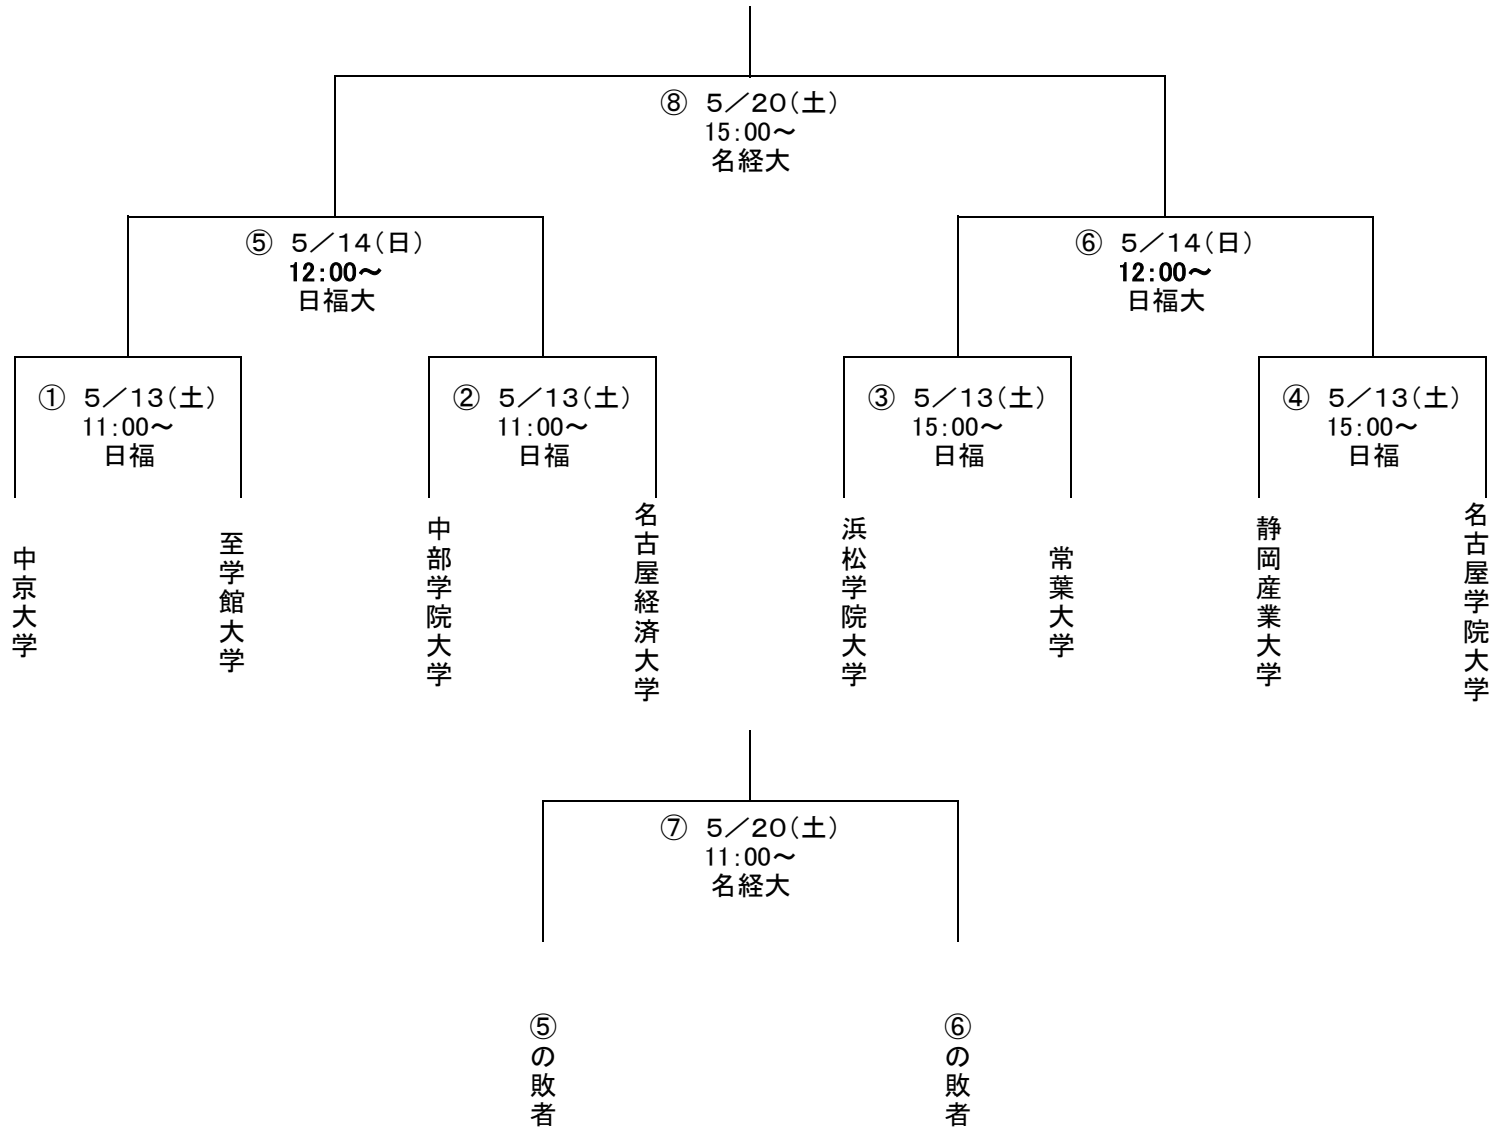 ⑧ 5／20(土)
15:00～
名経大
⑤ 5／14(日)
12:00～
日福大
⑥ 5／14(日)
12:00～
日福大
① 5／13(土)
11:00～
日福
② 5／13(土)
11:00～
日福
③ 5／13(土)
15:00～
日福
④ 5／13(土)
15:00～
日福
中京大学
至学館大学
中部学院大学
名古屋経済大学
浜松学院大学
常葉大学
静岡産業大学
名古屋学院大学
⑦ 5／20(土)
11:00～
名経大
⑤の敗者
⑥の敗者